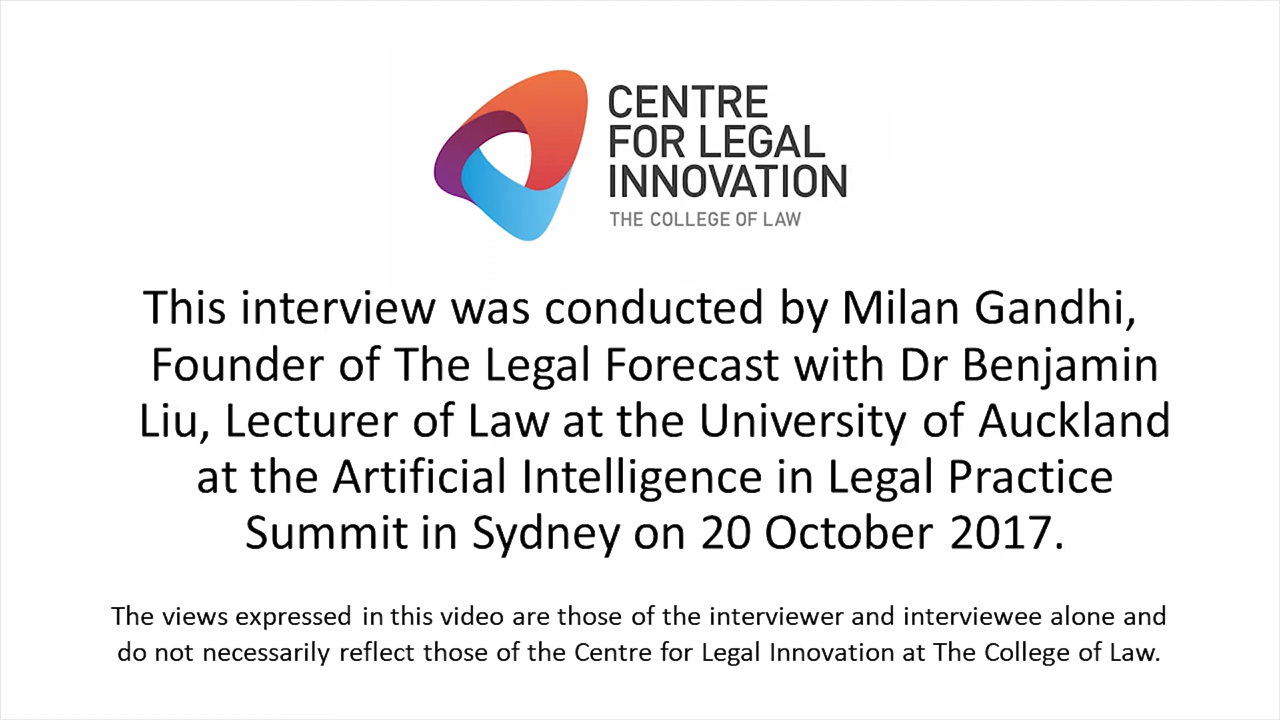 CENTRE
FOR LEGAL
INNOVATION
THE COLLEGE OF LAW
This interview was conducted by Milan Gandhi,
Founder of The Legal Forecast with Dr Benjamin
Liu, Lecturer of Law at the University of Auckland
at the Artificial Intelligence in Legal Practice
Summit in Sydney on 20 October 2017.
The views expressed in this video are those of the interviewer and interviewee alone and
do not necessarily reflect those of the Centre for Legal Innovation at The College of Law.